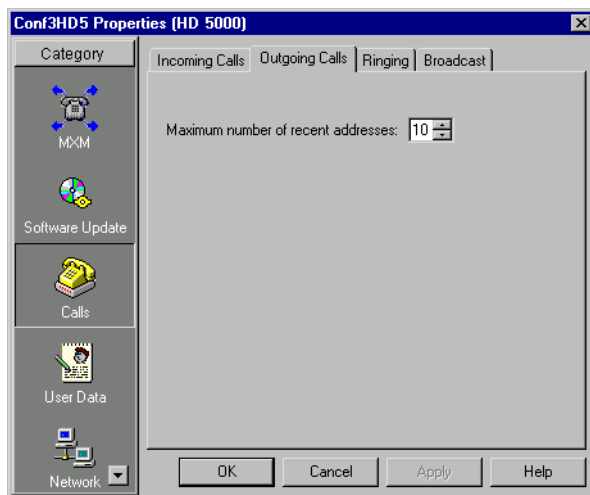 Conf3HD5 Properties (HD 5000)
Category
MXM
Software Update
Calls
User Data
Network
Incoming Calls Outgoing Calls Ringing Broadcast
Maximum number of recent addresses: 10
OK Cancel Apply Help